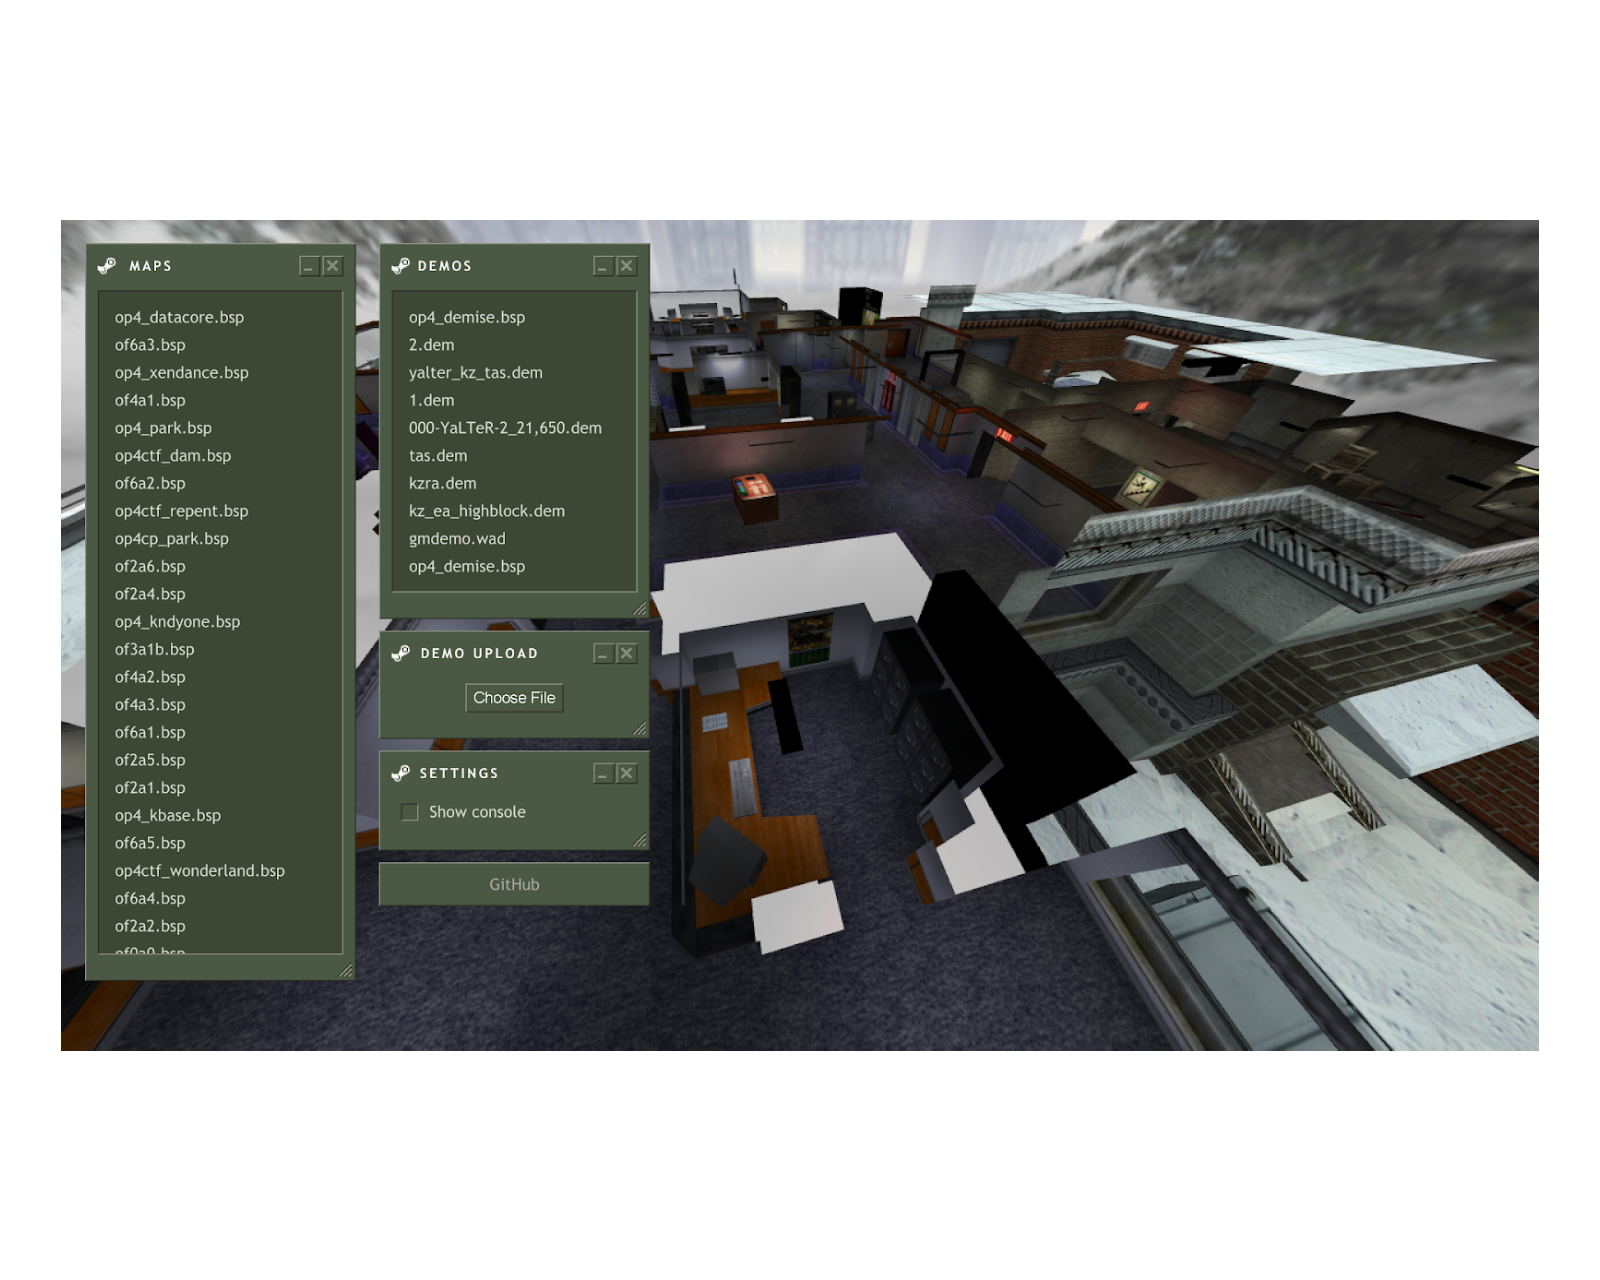 MAPS
op4_datacore.bsp
of6a3.bsp
op4_xendance.bsp
of4a1.bsp
op4_park.bsp
op4ctf_dam.bsp
of6a2.bsp
op4ctf_repent.bsp
op4cp_park.bsp
of2a6.bsp
of2a4.bsp
op4_kndyone.bsp
of3a1b.bsp
of4a2.bsp
of4a3.bsp
of6a1.bsp
of2a5.bsp
of2a1.bsp
op4_kbase.bsp
of6a5.bsp
op4ctf_wonderland.bsp
of6a4.bsp
of2a2.bsp
of0a0.bsp
DEMOS
op4_demise.bsp
2.dem
yalter_kz_tas.dem
1.dem
000-YaLTeR-2_21,650.dem
tas.dem
kzra.dem
kz_ea_highblock.dem
gmdemo.wad
op4_demise.bsp
DEMO UPLOAD
Choose File
SETTINGS
Show console
GitHub
EXIT